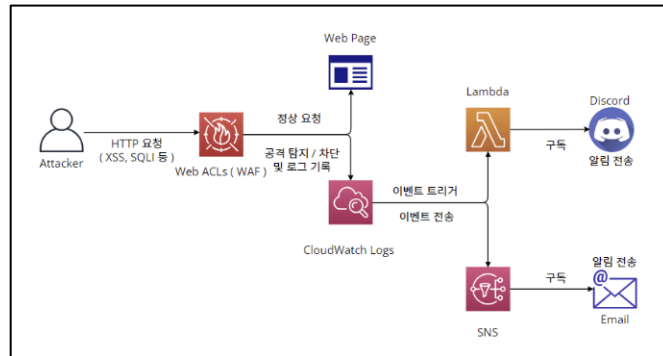 Web Page
Lambda
Discord
정상 요청
구독
HTTP 요청
( XSS, SQLI 등 )
Attacker
Web ACLs ( WAF )
공격 탐지 / 차단
및 로그 기록
알림 전송
이벤트 트리거
이벤트 전송
CloudWatch Logs
구독
알림 전송
@
SNS
Email